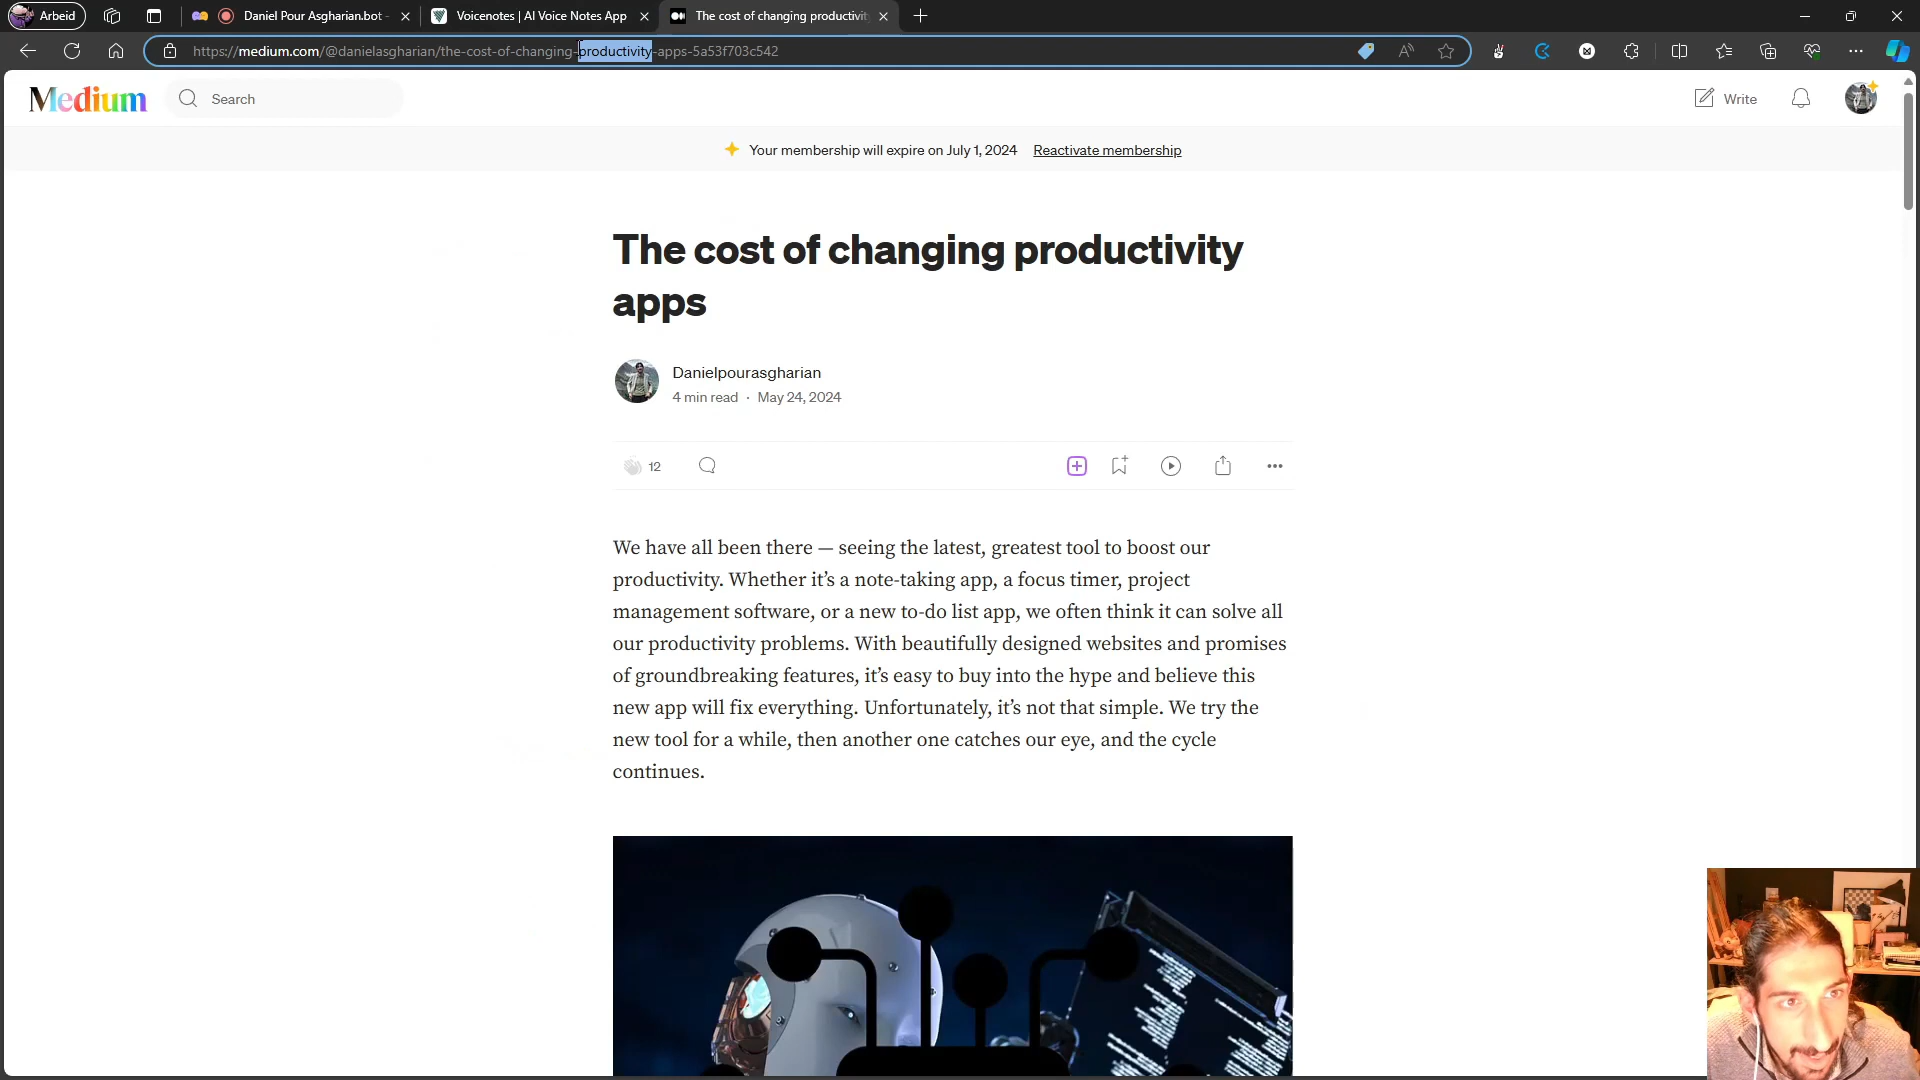 Arbeid
Daniel Pour Asgharian.bot -
Voicenotes | AI Voice Notes App
The cost of changing productivit
https://medium.com/@danielasgharian/the-cost-of-changing-productivity-apps-5a53f703c542
Medium
Search
Write
Your membership will expire on July 1, 2024 Reactivate membership
The cost of changing productivity
apps
Danielpourasgharian
4 min read · May 24, 2024
12
We have all been there — seeing the latest, greatest tool to boost our
productivity. Whether it’s a note-taking app, a focus timer, project
management software, or a new to-do list app, we often think it can solve all
our productivity problems. With beautifully designed websites and promises
of groundbreaking features, it’s easy to buy into the hype and believe this
new app will fix everything. Unfortunately, it’s not that simple. We try the
new tool for a while, then another one catches our eye, and the cycle
continues.